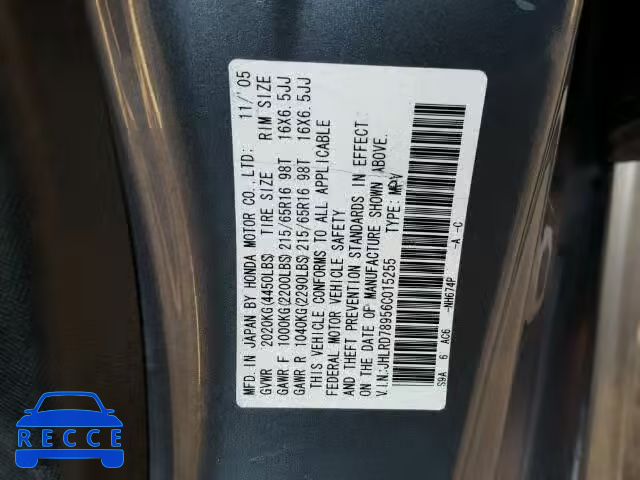 MFD.IN JAPAN BY HONDA MOTOR CO.,LTD: 11/'05
GVWR 2020KG(4450LBS) TIRE SIZE RIM SIZE
GAWR F 1000KG(2200LBS)215/65R16 98T 16X6.5JJ
GAWR R 1040KG(2290LBS)215/65R16 98T 16X6.5JJ
THIS VEHICLE CONFORMS TO ALL APPLICABLE
FEDERAL MOTOR VEHICLE SAFETY
AND THEFT PREVENTION STANDARDS IN EFFECT
ON THE DATE OF MANUFACTURE SHOWN ABOVE.
V.I.N:JHLRD78956C015255 TYPE: MPV
S9A 6 AC6 -NH674P -A -C
RECCE